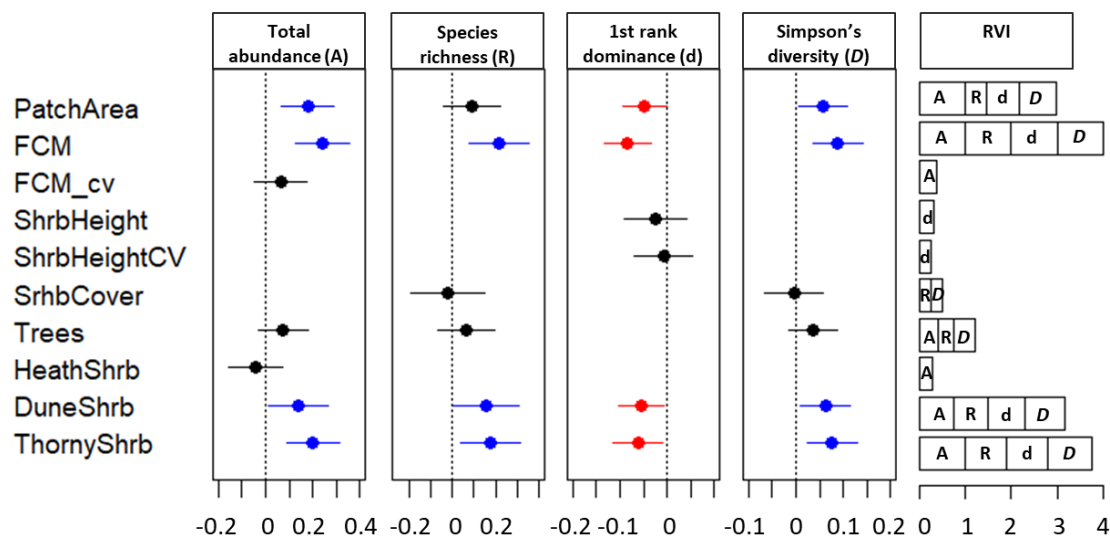 Total
abundance (A)
Species
richness (R)
1st rank
dominance (d)
Simpson's
diversity (D)
RVI
PatchArea
A R d D
FCM
A R d D
FCM_cv
A
ShrbHeight
d
ShrbHeightCV
d
SrhbCover
R D
Trees
A R D
HeathShrb
A
DuneShrb
A R d D
ThornyShrb
A R d D
-0.2 0 0.2 0.4
-0.2 0 0.2
-0.2 -0.1 0
-0.1 0 0.1 0.2
0 1 2 3 4